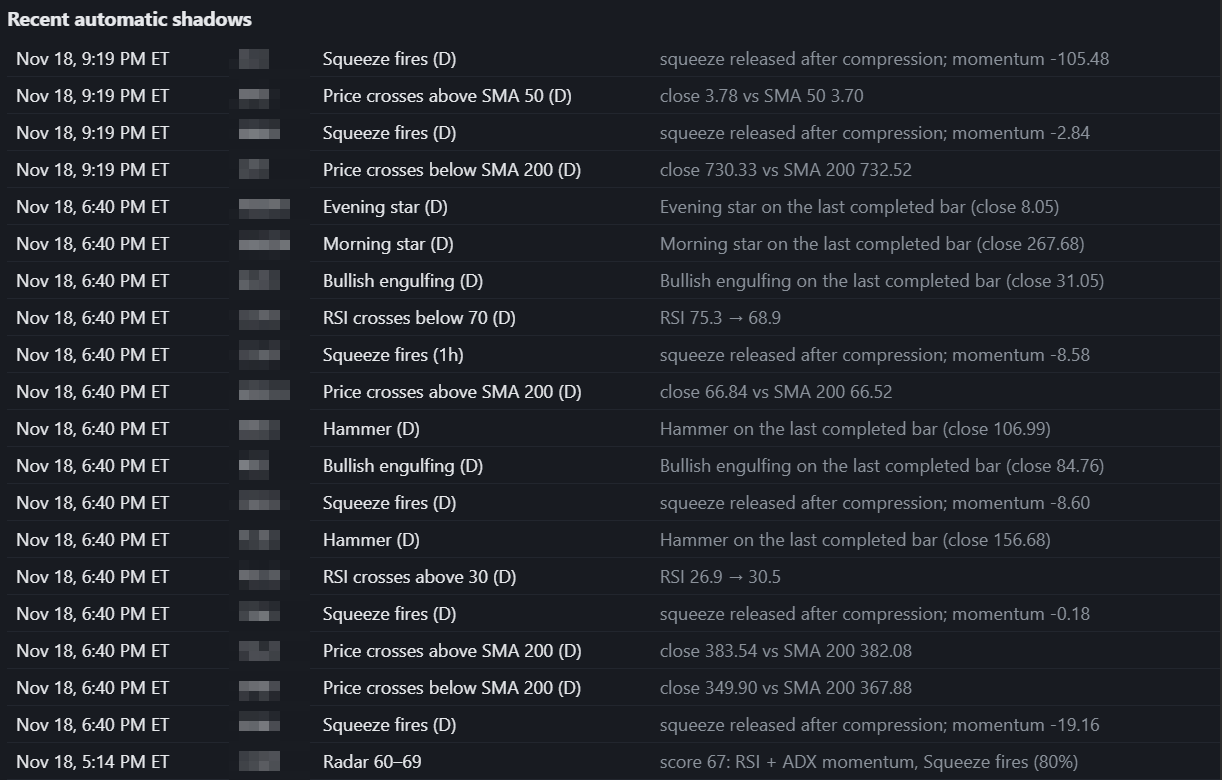 Recent automatic shadows
Nov 18, 9:19 PM ET Squeeze fires (D) squeeze released after compression; momentum -105.48
Nov 18, 9:19 PM ET Price crosses above SMA 50 (D) close 3.78 vs SMA 50 3.70
Nov 18, 9:19 PM ET Squeeze fires (D) squeeze released after compression; momentum -2.84
Nov 18, 9:19 PM ET Price crosses below SMA 200 (D) close 730.33 vs SMA 200 732.52
Nov 18, 6:40 PM ET Evening star (D) Evening star on the last completed bar (close 8.05)
Nov 18, 6:40 PM ET Morning star (D) Morning star on the last completed bar (close 267.68)
Nov 18, 6:40 PM ET Bullish engulfing (D) Bullish engulfing on the last completed bar (close 31.05)
Nov 18, 6:40 PM ET RSI crosses below 70 (D) RSI 75.3 → 68.9
Nov 18, 6:40 PM ET Squeeze fires (1h) squeeze released after compression; momentum -8.58
Nov 18, 6:40 PM ET Price crosses above SMA 200 (D) close 66.84 vs SMA 200 66.52
Nov 18, 6:40 PM ET Hammer (D) Hammer on the last completed bar (close 106.99)
Nov 18, 6:40 PM ET Bullish engulfing (D) Bullish engulfing on the last completed bar (close 84.76)
Nov 18, 6:40 PM ET Squeeze fires (D) squeeze released after compression; momentum -8.60
Nov 18, 6:40 PM ET Hammer (D) Hammer on the last completed bar (close 156.68)
Nov 18, 6:40 PM ET RSI crosses above 30 (D) RSI 26.9 → 30.5
Nov 18, 6:40 PM ET Squeeze fires (D) squeeze released after compression; momentum -0.18
Nov 18, 6:40 PM ET Price crosses above SMA 200 (D) close 383.54 vs SMA 200 382.08
Nov 18, 6:40 PM ET Price crosses below SMA 200 (D) close 349.90 vs SMA 200 367.88
Nov 18, 6:40 PM ET Squeeze fires (D) squeeze released after compression; momentum -19.16
Nov 18, 5:14 PM ET Radar 60–69 score 67: RSI + ADX momentum, Squeeze fires (80%)